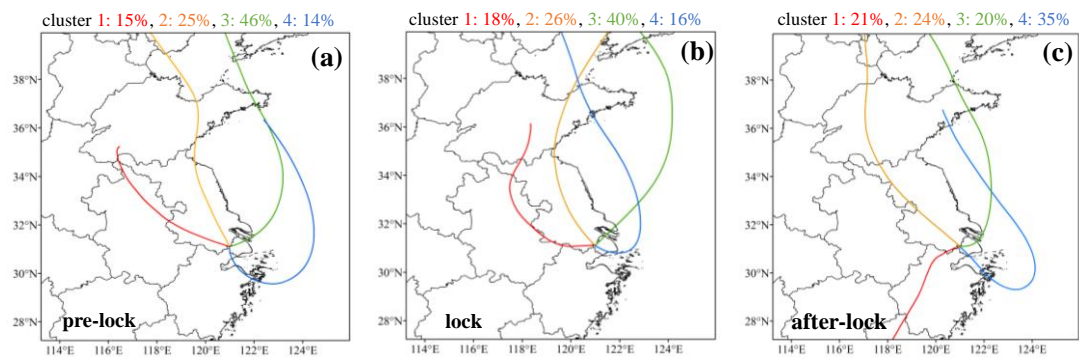 cluster 1: 15%, 2: 25%, 3: 46%, 4: 14%
(a)
38°N
36°N
34°N
32°N
30°N
28°N
pre-lock
114°E 116°E 118°E 120°E 122°E 124°E
cluster 1: 18%, 2: 26%, 3: 40%, 4: 16%
(b)
38°N
36°N
34°N
32°N
30°N
28°N
lock
114°E 116°E 118°E 120°E 122°E 124°E
cluster 1: 21%, 2: 24%, 3: 20%, 4: 35%
(c)
38°N
36°N
34°N
32°N
30°N
28°N
after-lock
114°E 116°E 118°E 120°E 122°E 124°E